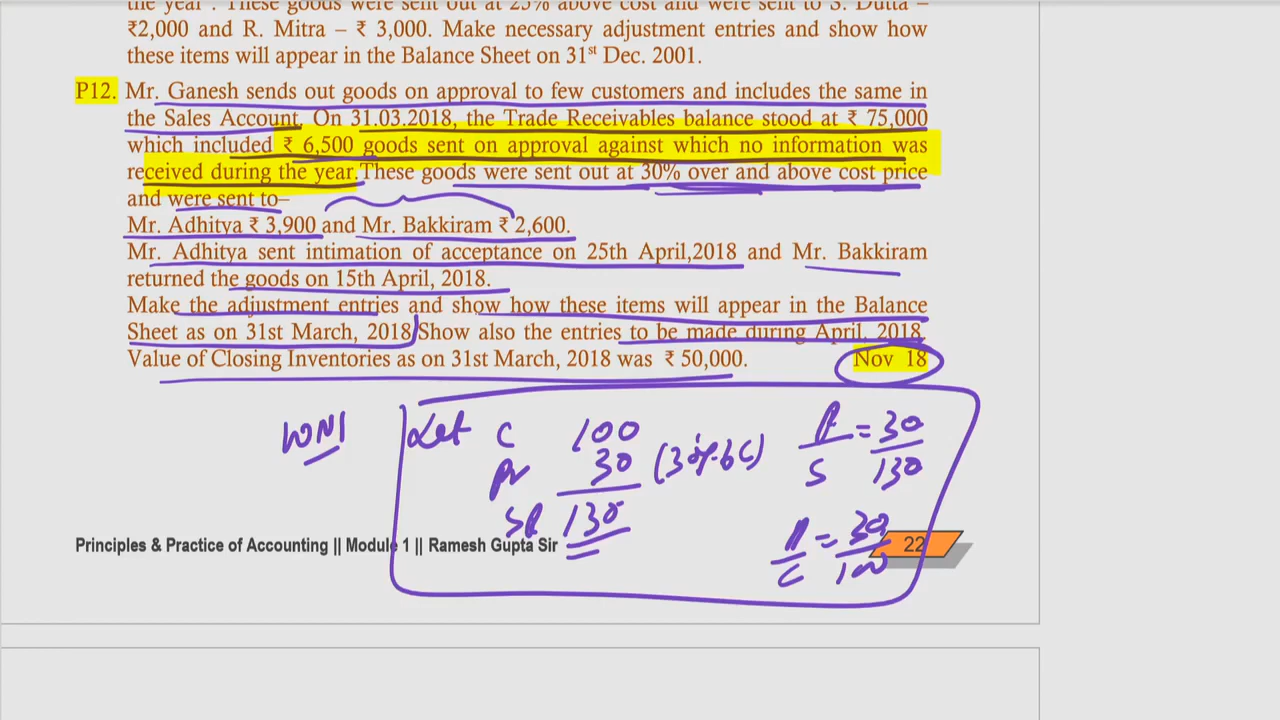 the year . These goods were sent out at 25% above cost and were sent to S. Dutta –
₹2,000 and R. Mitra – ₹ 3,000. Make necessary adjustment entries and show how
these items will appear in the Balance Sheet on 31st Dec. 2001.
P12. Mr. Ganesh sends out goods on approval to few customers and includes the same in
the Sales Account. On 31.03.2018, the Trade Receivables balance stood at ₹ 75,000
which included ₹ 6,500 goods sent on approval against which no information was
received during the year.These goods were sent out at 30% over and above cost price
and were sent to–
Mr. Adhitya ₹ 3,900 and Mr. Bakkiram ₹ 2,600.
Mr. Adhitya sent intimation of acceptance on 25th April,2018 and Mr. Bakkiram
returned the goods on 15th April, 2018.
Make the adjustment entries and show how these items will appear in the Balance
Sheet as on 31st March, 2018 Show also the entries to be made during April, 2018.
Value of Closing Inventories as on 31st March, 2018 was ₹ 50,000. Nov 18
WN1 Let C 100 P/S = 30/130
Pr 30 (30% of C)
SP 130 P/C = 30/100
Principles & Practice of Accounting || Module 1 || Ramesh Gupta Sir 22